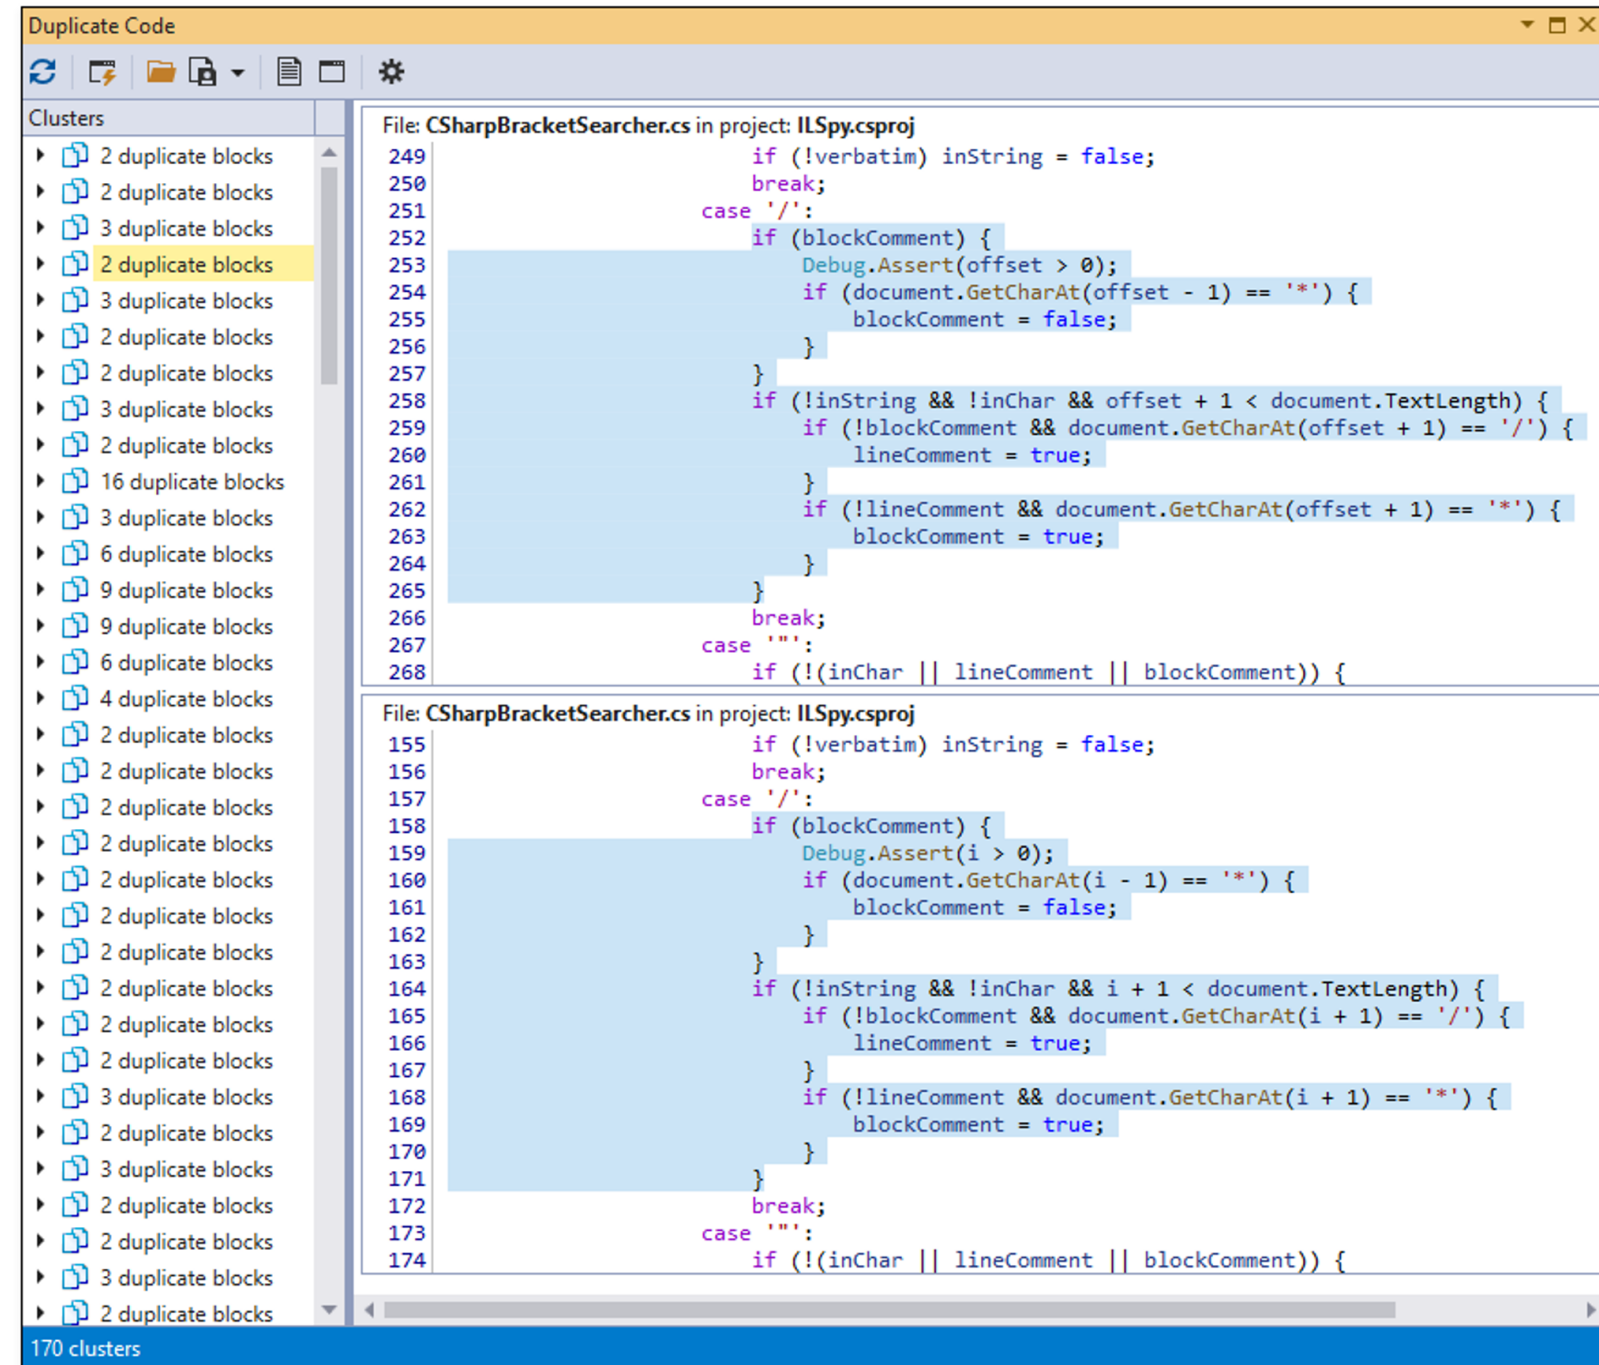 Duplicate Code
Clusters
2 duplicate blocks
2 duplicate blocks
3 duplicate blocks
2 duplicate blocks
3 duplicate blocks
2 duplicate blocks
2 duplicate blocks
3 duplicate blocks
2 duplicate blocks
16 duplicate blocks
3 duplicate blocks
6 duplicate blocks
9 duplicate blocks
9 duplicate blocks
6 duplicate blocks
4 duplicate blocks
2 duplicate blocks
2 duplicate blocks
2 duplicate blocks
2 duplicate blocks
2 duplicate blocks
2 duplicate blocks
2 duplicate blocks
2 duplicate blocks
2 duplicate blocks
2 duplicate blocks
3 duplicate blocks
2 duplicate blocks
3 duplicate blocks
2 duplicate blocks
2 duplicate blocks
3 duplicate blocks
2 duplicate blocks
File: CSharpBracketSearcher.cs in project: ILSpy.csproj
249 if (!verbatim) inString = false;
250 break;
251 case '/':
252 if (blockComment) {
253 Debug.Assert(offset > 0);
254 if (document.GetCharAt(offset - 1) == '*') {
255 blockComment = false;
256 }
257 }
258 if (!inString && !inChar && offset + 1 < document.TextLength) {
259 if (!blockComment && document.GetCharAt(offset + 1) == '/') {
260 lineComment = true;
261 }
262 if (!lineComment && document.GetCharAt(offset + 1) == '*') {
263 blockComment = true;
264 }
265 }
266 break;
267 case '"':
268 if (!(inChar || lineComment || blockComment)) {
File: CSharpBracketSearcher.cs in project: ILSpy.csproj
155 if (!verbatim) inString = false;
156 break;
157 case '/':
158 if (blockComment) {
159 Debug.Assert(i > 0);
160 if (document.GetCharAt(i - 1) == '*') {
161 blockComment = false;
162 }
163 }
164 if (!inString && !inChar && i + 1 < document.TextLength) {
165 if (!blockComment && document.GetCharAt(i + 1) == '/') {
166 lineComment = true;
167 }
168 if (!lineComment && document.GetCharAt(i + 1) == '*') {
169 blockComment = true;
170 }
171 }
172 break;
173 case '"':
174 if (!(inChar || lineComment || blockComment)) {
170 clusters